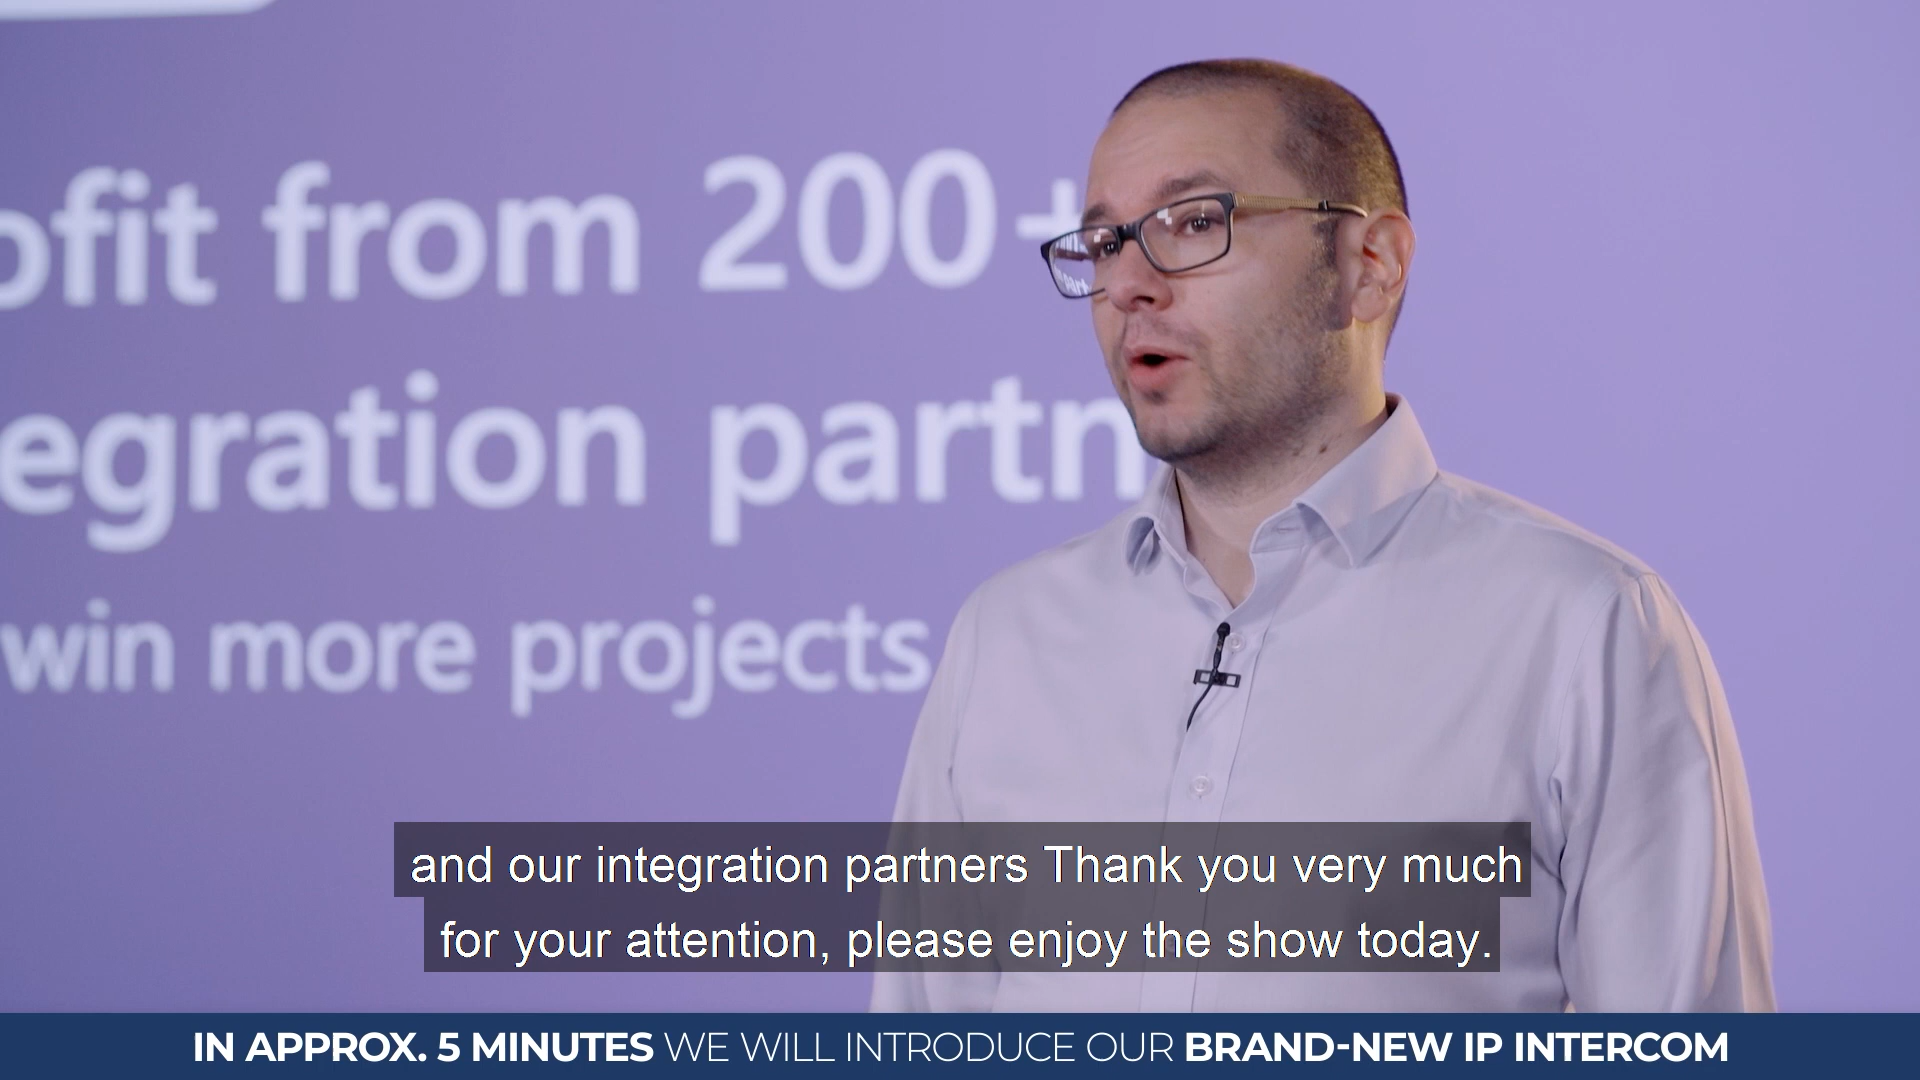 ofit from 200+
egration partn
win more projects
and our integration partners Thank you very much
for your attention, please enjoy the show today.
IN APPROX. 5 MINUTES WE WILL INTRODUCE OUR BRAND-NEW IP INTERCOM